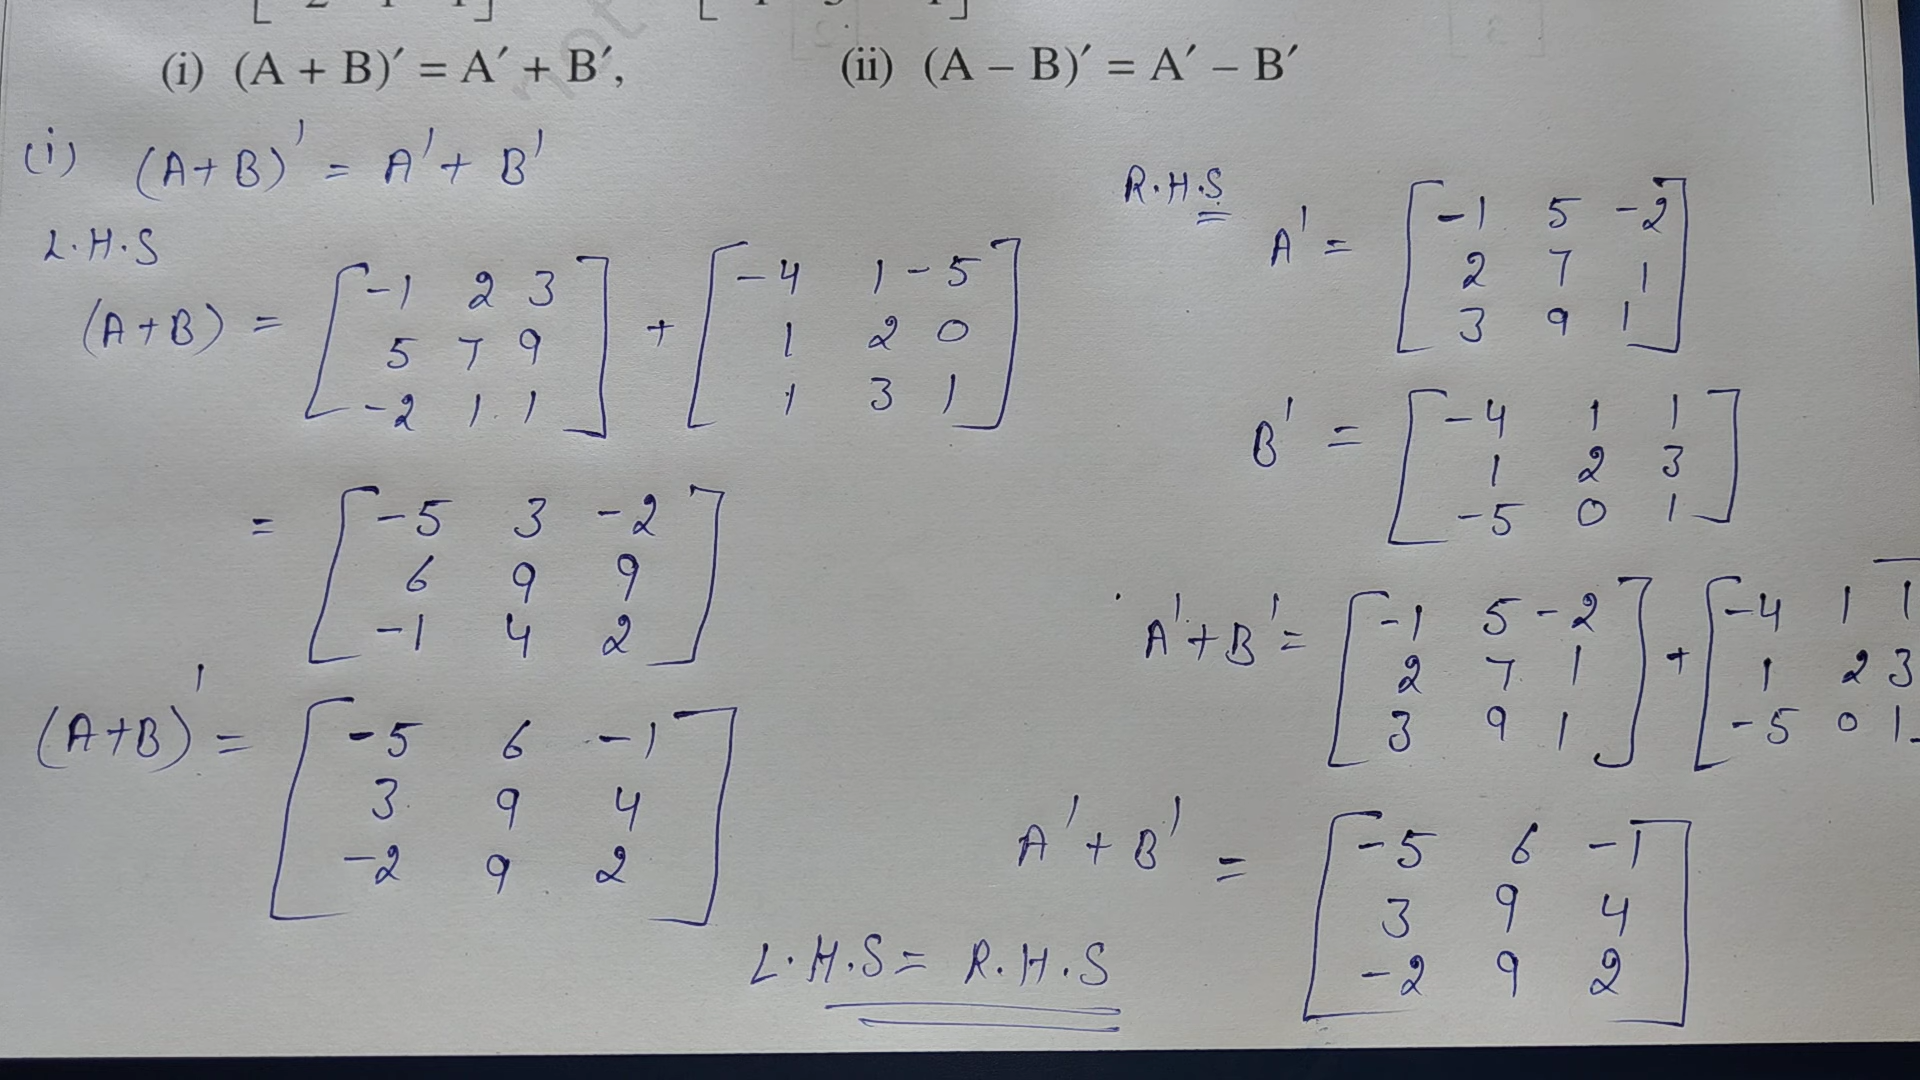 (i) (A + B)′ = A′ + B′,   (ii) (A – B)′ = A′ – B′
(i) (A+B)' = A' + B'
L.H.S
(A+B) = [-1 2 3
5 7 9
-2 1 1] + [-4 1 -5
1 2 0
1 3 1]
= [-5 3 -2
6 9 9
-1 4 2]
(A+B)' = [-5 6 -1
3 9 4
-2 9 2]
R.H.S
A' = [-1 5 -2
2 7 1
3 9 1]
B' = [-4 1 1
1 2 3
-5 0 1]
A'+B' = [-1 5 -2
2 7 1
3 9 1] + [-4 1 1
1 2 3
-5 0 1]
A' + B' = [-5 6 -1
3 9 4
-2 9 2]
L.H.S = R.H.S